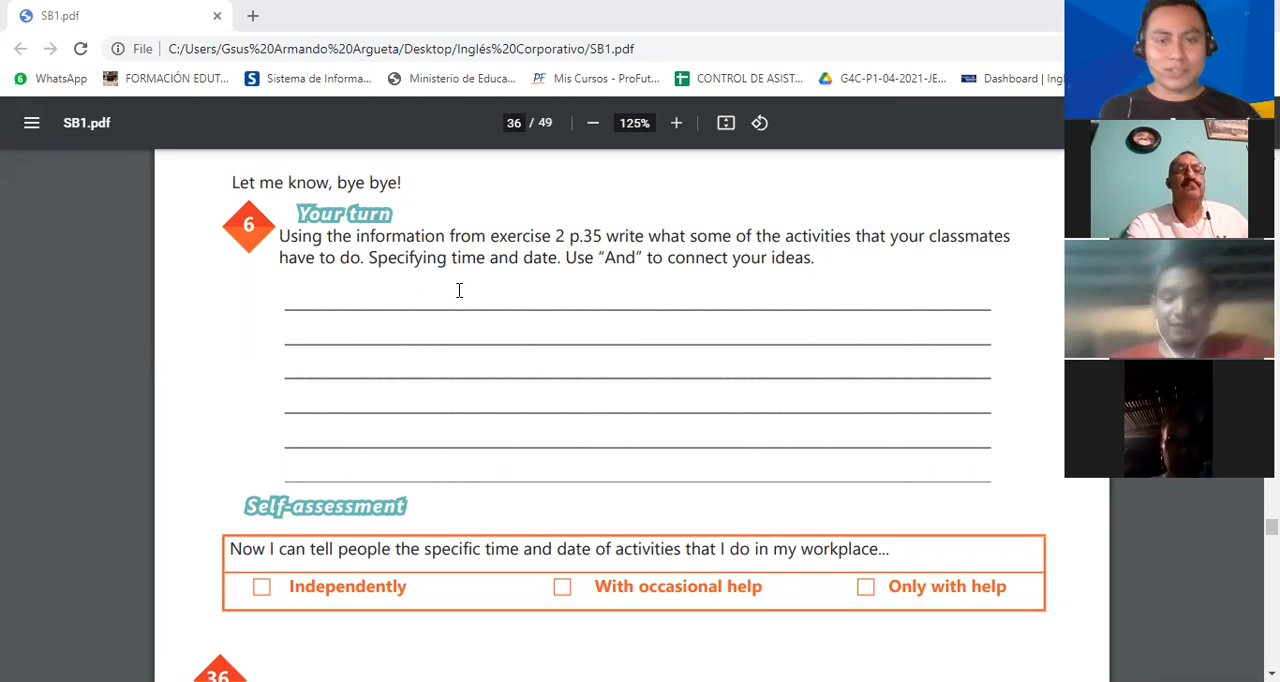 SB1.pdf
File
C:/Users/Gsus%20Armando%20Argueta/Desktop/Inglés%20Corporativo/SB1.pdf
6 WhatsApp FORMACIÓN EDUT... S Sistema de Informa... Ministerio de Educa... PF Mis Cursos - ProFut... CONTROL DE ASIST... G4C-P1-04-2021-JE... Dashboard | Ingl
SB1.pdf 36 / 49 125%
Let me know, bye bye!
6 Your turn
Using the information from exercise 2 p.35 write what some of the activities that your classmates
have to do. Specifying time and date. Use “And” to connect your ideas.
Self-assessment
Now I can tell people the specific time and date of activities that I do in my workplace...
Independently With occasional help Only with help
36